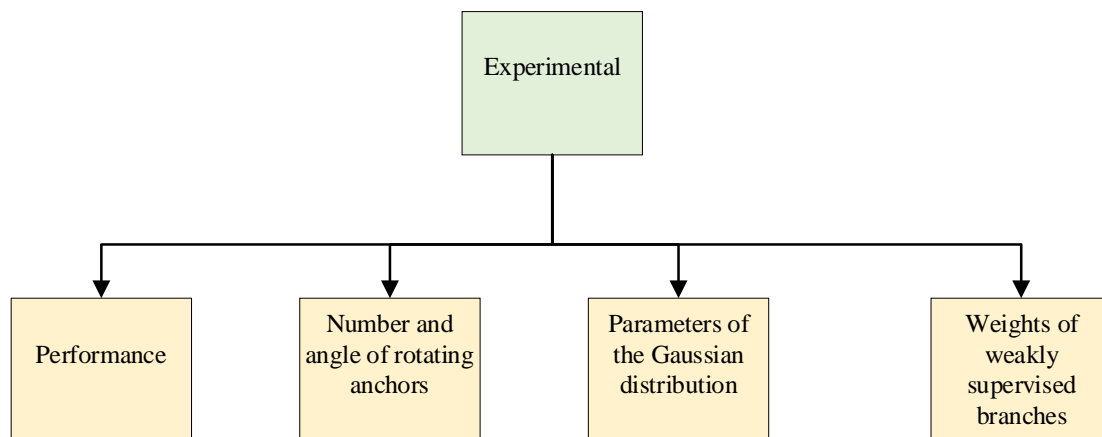 Experimental
Performance
Number and
angle of rotating
anchors
Parameters of
the Gaussian
distribution
Weights of
weakly
supervised
branches